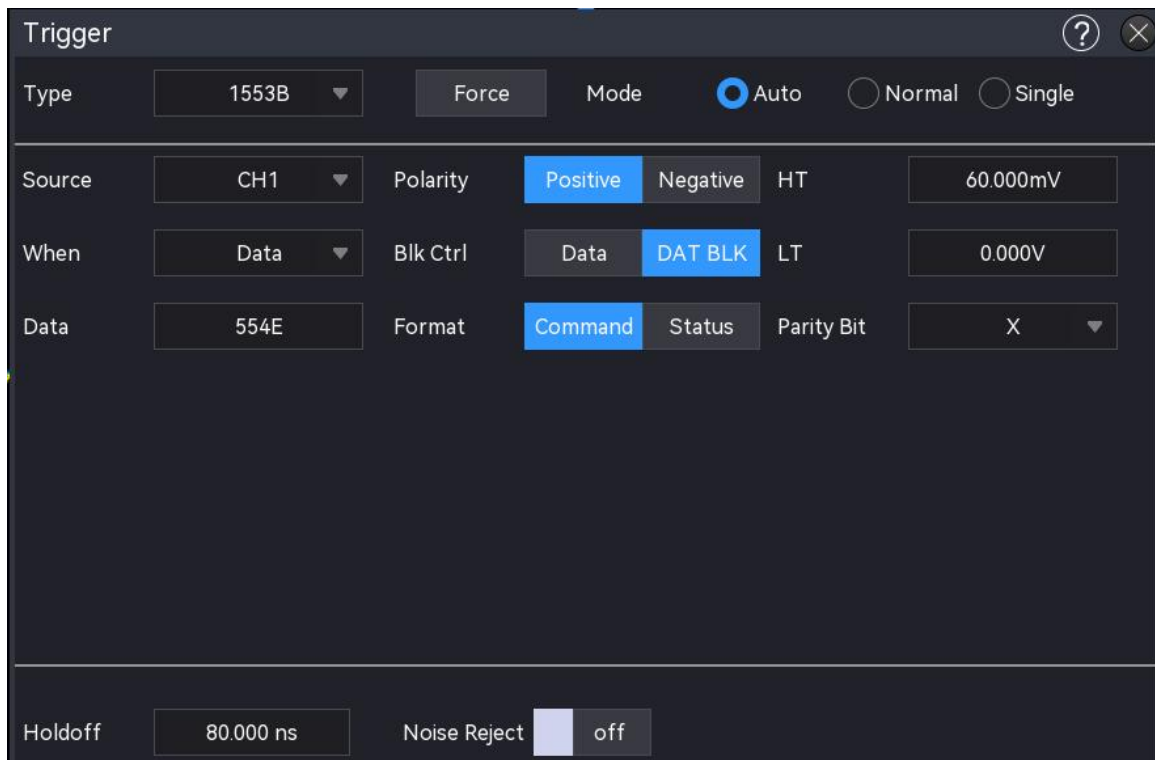 Trigger ?
Type 1553B Force Mode Auto Normal Single
Source CH1 Polarity Positive Negative HT 60.000mV
When Data Blk Ctrl Data DAT BLK LT 0.000V
Data 554E Format Command Status Parity Bit X
Holdoff 80.000 ns Noise Reject off